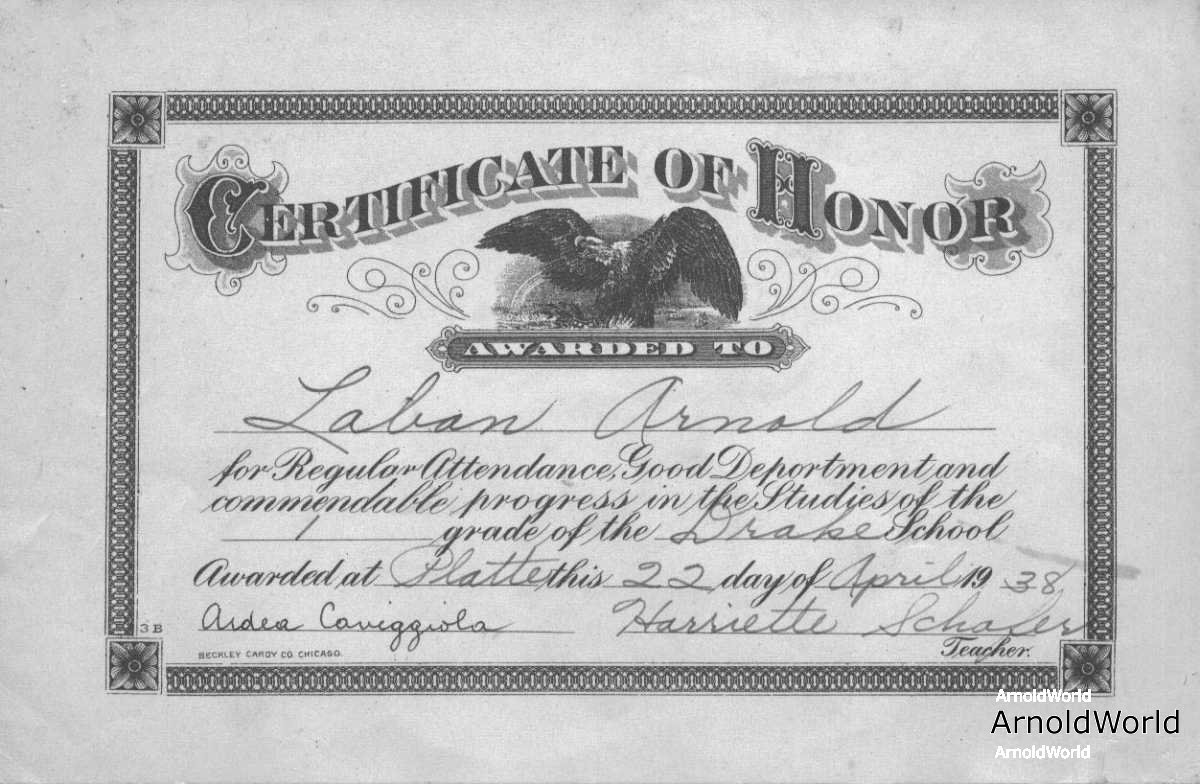 CERTIFICATE OF HONOR
AWARDED TO
Laban Arnold
for Regular Attendance, Good Deportment and
commendable progress in the Studies of the
1 grade of the Drake School
Awarded at Platte this 22 day of April 1938
Ardea Caviggiola Harriette Schafer
3 B
BECKLEY CARDY CO. CHICAGO.
Teacher.
ArnoldWorld
ArnoldWorld
ArnoldWorld